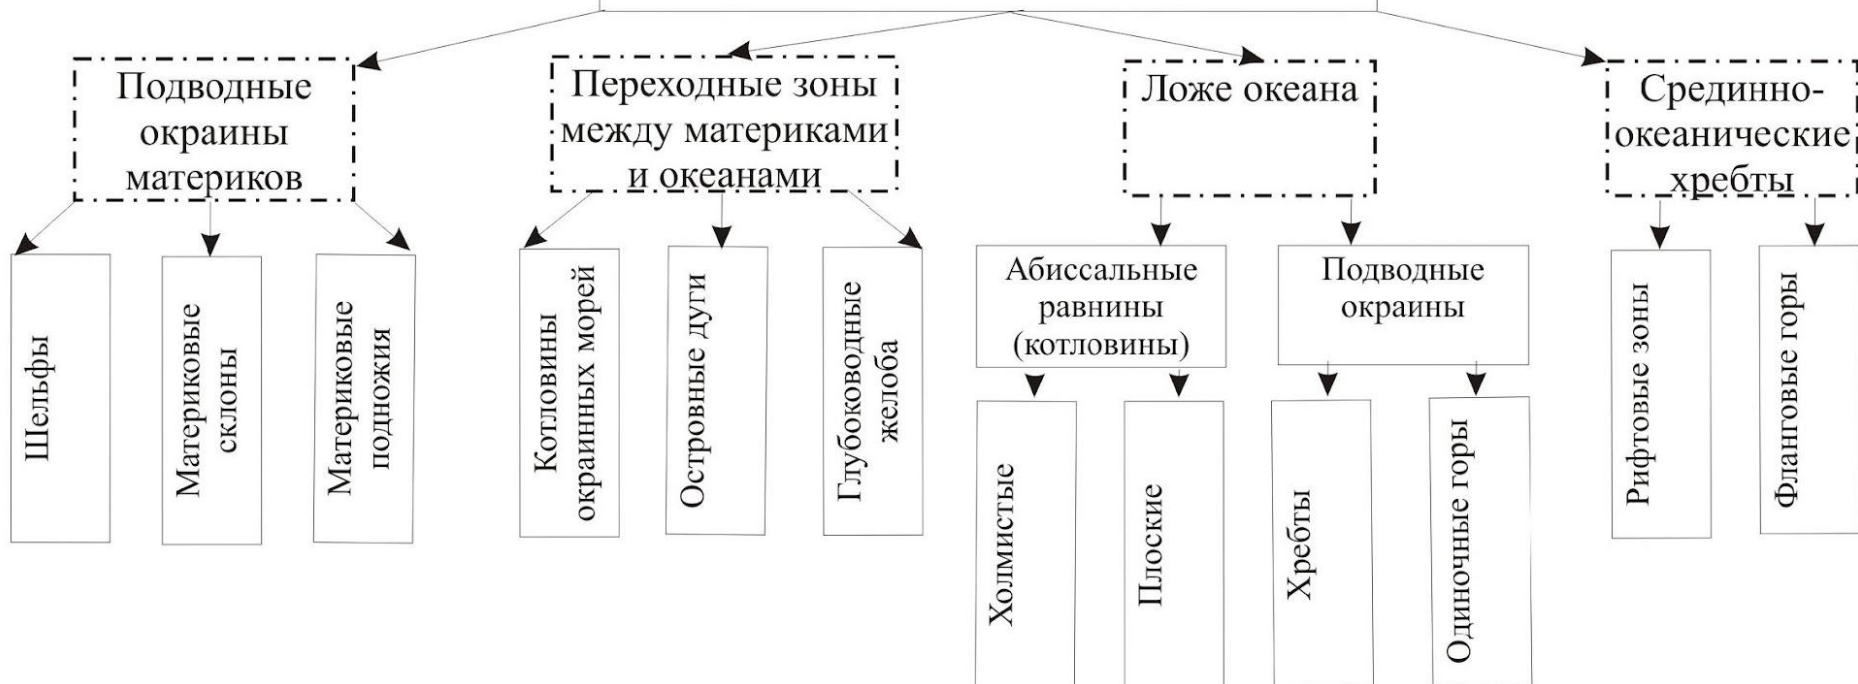 Подводные
окраины
материков
Переходные зоны
между материками
и океанами
Ложе океана
Срединно-
океанические
хребты
Шельфы
Материковые
склоны
Материковые
подножия
Котловины
окраинных морей
Островные дуги
Глубоководные
желоба
Абиссальные
равнины
(котловины)
Подводные
окраины
Холмистые
Плоские
Хребты
Одиночные горы
Рифтовые зоны
Фланговые горы